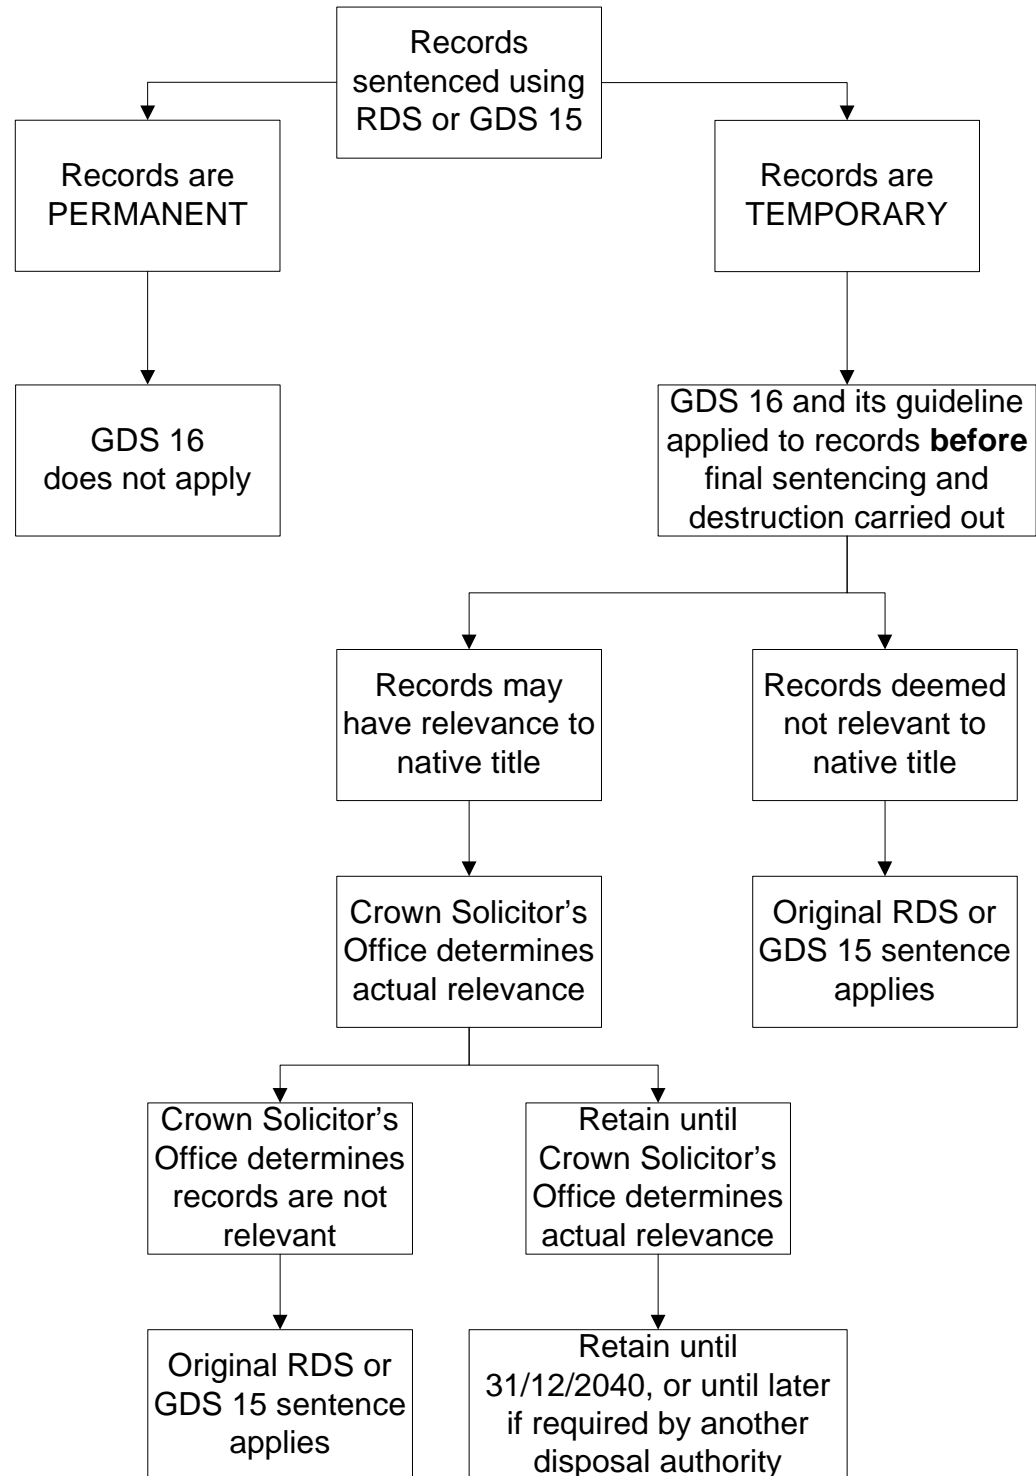 Records
sentenced using
RDS or GDS 15
Records are
PERMANENT
Records are
TEMPORARY
GDS 16
does not apply
GDS 16 and its guideline
applied to records before
final sentencing and
destruction carried out
Records may
have relevance to
native title
Records deemed
not relevant to
native title
Crown Solicitor’s
Office determines
actual relevance
Original RDS or
GDS 15 sentence
applies
Crown Solicitor’s
Office determines
records are not
relevant
Retain until
Crown Solicitor’s
Office determines
actual relevance
Original RDS or
GDS 15 sentence
applies
Retain until
31/12/2040, or until later
if required by another
disposal authority